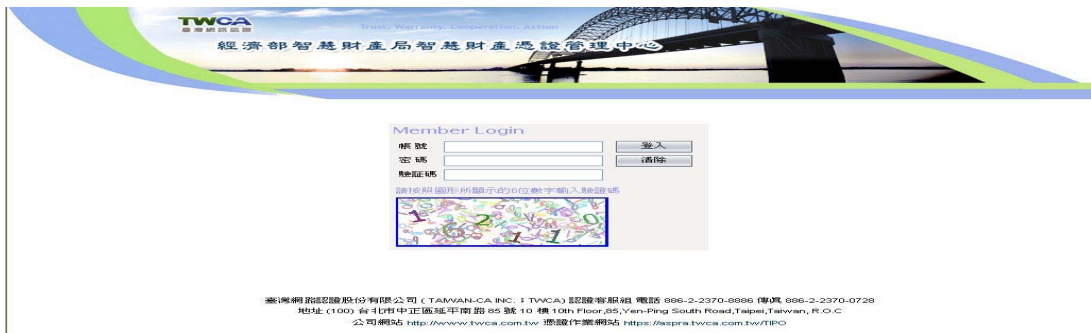 TWCA
臺灣網路認證
Trust, Warranty, Cooperation, Action
經濟部智慧財產局智慧財產憑證管理中心
Member Login
帳 號 登入
密 碼 清除
驗証碼
請按照圖形所顯示的6位數字輸入驗證碼
臺灣網路認證股份有限公司 ( TAIWAN-CA INC. ; TWCA) 認證客服組 電話 886-2-2370-8886 傳真 886-2-2370-0728
地址 (100) 台北市中正區延平南路 85 號 10 樓 10th Floor,85,Yen-Ping South Road,Taipei,Taiwan, R.O.C
公司網站 http://www.twca.com.tw 憑證作業網站 https://aspra.twca.com.tw/TIPO